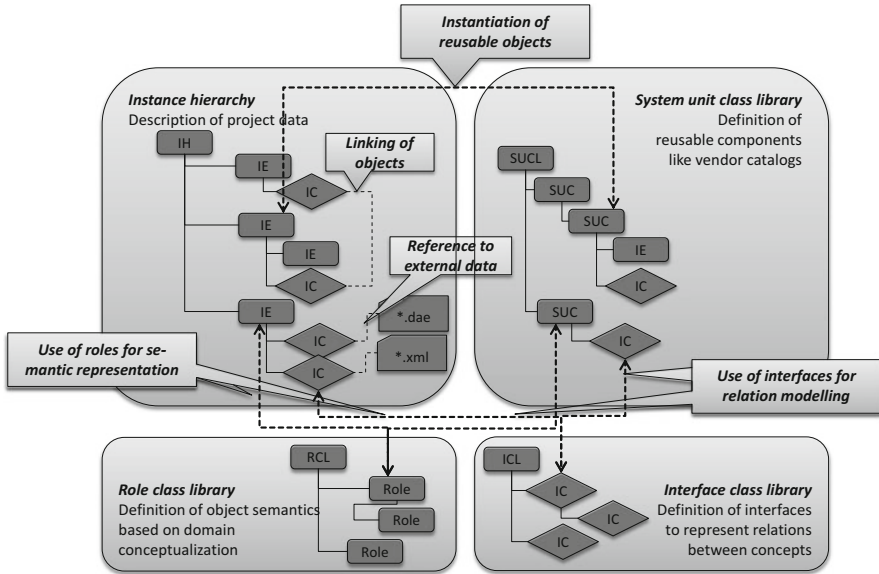 Instantiation of
reusable objects
Instance hierarchy
Description of project data
IH
IE
IC
Linking of
objects
IE
IE
IC
Reference to
external data
IE
IC
*.dae
IC
*.xml
System unit class library
Definition of
reusable components
like vendor catalogs
SUCL
SUC
SUC
IE
IC
SUC
IC
Use of roles for se-
mantic representation
Use of interfaces for
relation modelling
RCL
Role
Role
Role
Role class library
Definition of object semantics
based on domain
conceptualization
ICL
IC
IC
IC
Interface class library
Definition of interfaces
to represent relations
between concepts